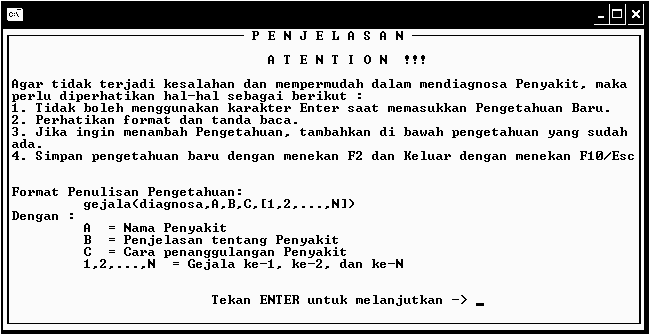 P E N J E L A S A N
A T E N T I O N !!!
Agar tidak terjadi kesalahan dan mempermudah dalam mendiagnosa Penyakit, maka
perlu diperhatikan hal-hal sebagai berikut :
1. Tidak boleh menggunakan karakter Enter saat memasukkan Pengetahuan Baru.
2. Perhatikan format dan tanda baca.
3. Jika ingin menambah Pengetahuan, tambahkan di bawah pengetahuan yang sudah
ada.
4. Simpan pengetahuan baru dengan menekan F2 dan Keluar dengan menekan F10/Esc
Format Penulisan Pengetahuan:
gejala(diagnosa,A,B,C,[1,2,...,N])
Dengan :
A = Nama Penyakit
B = Penjelasan tentang Penyakit
C = Cara penanggulangan Penyakit
1,2,...,N = Gejala ke-1, ke-2, dan ke-N
Tekan ENTER untuk melanjutkan -> _